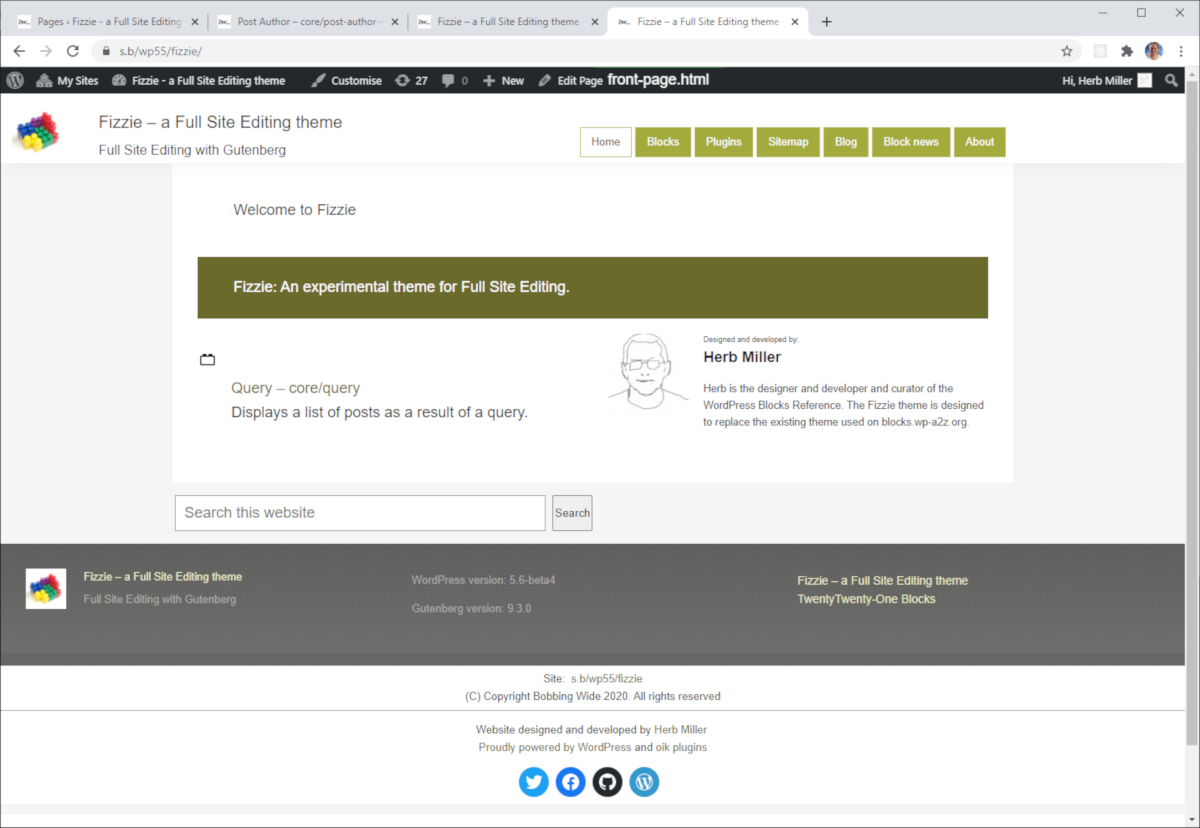 Pages ‹ Fizzie - a Full Site Editing
Post Author – core/post-author –
Fizzie – a Full Site Editing theme
Fizzie – a Full Site Editing theme
s.b/wp55/fizzie/
My Sites Fizzie - a Full Site Editing theme Customise 27 0 New Edit Page front-page.html Hi, Herb Miller
Fizzie – a Full Site Editing theme
Full Site Editing with Gutenberg
Home Blocks Plugins Sitemap Blog Block news About
Welcome to Fizzie
Fizzie: An experimental theme for Full Site Editing.
Query – core/query
Displays a list of posts as a result of a query.
Designed and developed by:
Herb Miller
Herb is the designer and developer and curator of the
WordPress Blocks Reference. The Fizzie theme is designed
to replace the existing theme used on blocks.wp-a2z.org.
Search this website Search
Fizzie – a Full Site Editing theme
Full Site Editing with Gutenberg
WordPress version: 5.6-beta4
Gutenberg version: 9.3.0
Fizzie – a Full Site Editing theme
TwentyTwenty-One Blocks
Site: s.b/wp55/fizzie
(C) Copyright Bobbing Wide 2020. All rights reserved
Website designed and developed by Herb Miller
Proudly powered by WordPress and oik plugins